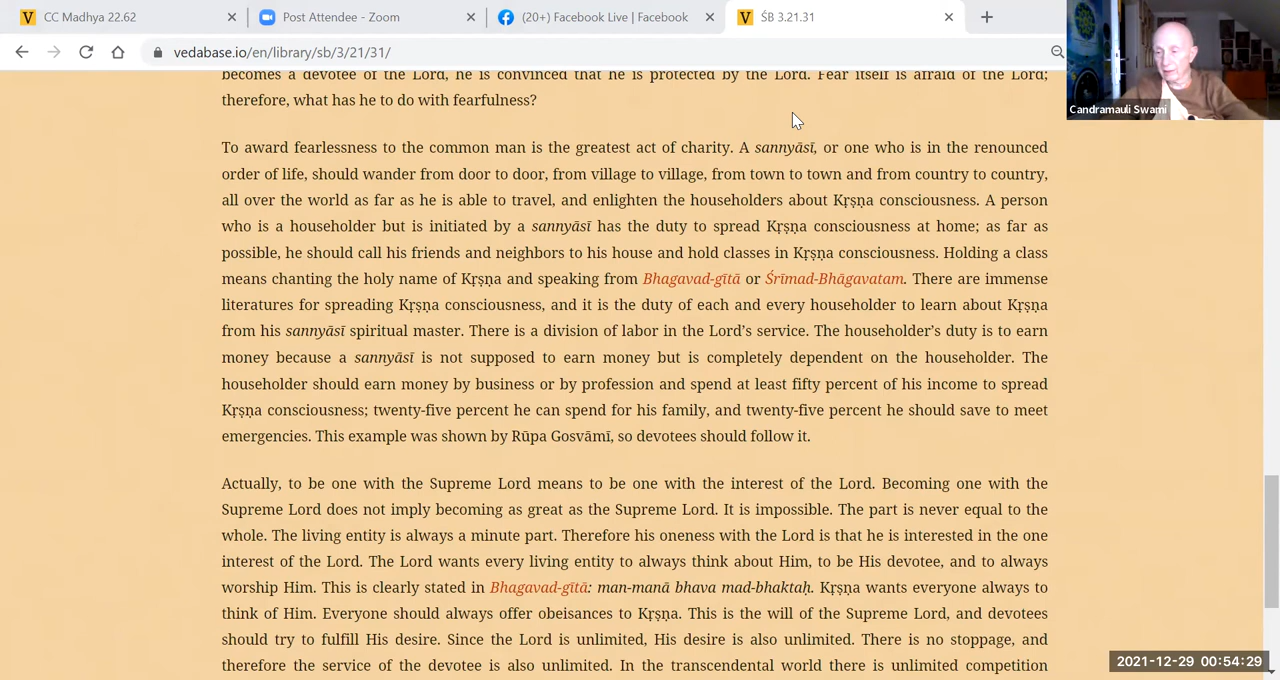 CC Madhya 22.62
Post Attendee - Zoom
(20+) Facebook Live | Facebook
ŚB 3.21.31
vedabase.io/en/library/sb/3/21/31/
becomes a devotee of the Lord, he is convinced that he is protected by the Lord. Fear itself is afraid of the Lord;
therefore, what has he to do with fearfulness?
To award fearlessness to the common man is the greatest act of charity. A sannyāsī, or one who is in the renounced
order of life, should wander from door to door, from village to village, from town to town and from country to country,
all over the world as far as he is able to travel, and enlighten the householders about Kṛṣṇa consciousness. A person
who is a householder but is initiated by a sannyāsī has the duty to spread Kṛṣṇa consciousness at home; as far as
possible, he should call his friends and neighbors to his house and hold classes in Kṛṣṇa consciousness. Holding a class
means chanting the holy name of Kṛṣṇa and speaking from Bhagavad-gītā or Śrīmad-Bhāgavatam. There are immense
literatures for spreading Kṛṣṇa consciousness, and it is the duty of each and every householder to learn about Kṛṣṇa
from his sannyāsī spiritual master. There is a division of labor in the Lord’s service. The householder’s duty is to earn
money because a sannyāsī is not supposed to earn money but is completely dependent on the householder. The
householder should earn money by business or by profession and spend at least fifty percent of his income to spread
Kṛṣṇa consciousness; twenty-five percent he can spend for his family, and twenty-five percent he should save to meet
emergencies. This example was shown by Rūpa Gosvāmī, so devotees should follow it.
Actually, to be one with the Supreme Lord means to be one with the interest of the Lord. Becoming one with the
Supreme Lord does not imply becoming as great as the Supreme Lord. It is impossible. The part is never equal to the
whole. The living entity is always a minute part. Therefore his oneness with the Lord is that he is interested in the one
interest of the Lord. The Lord wants every living entity to always think about Him, to be His devotee, and to always
worship Him. This is clearly stated in Bhagavad-gītā: man-manā bhava mad-bhaktaḥ. Kṛṣṇa wants everyone always to
think of Him. Everyone should always offer obeisances to Kṛṣṇa. This is the will of the Supreme Lord, and devotees
should try to fulfill His desire. Since the Lord is unlimited, His desire is also unlimited. There is no stoppage, and
therefore the service of the devotee is also unlimited. In the transcendental world there is unlimited competition
Candramauli Swami
2021-12-29 00:54:29